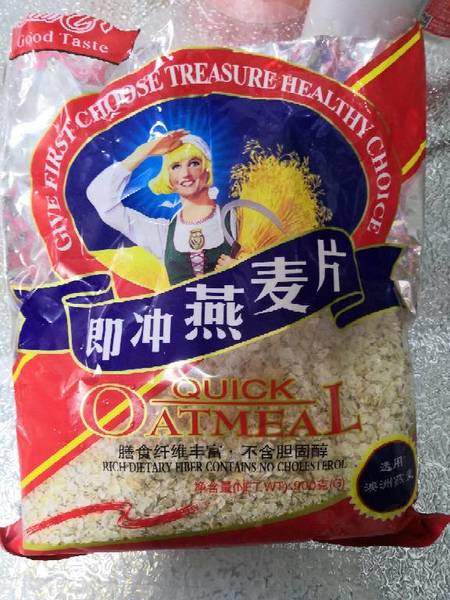 Good Taste
GIVE FIRST CHOOSE TREASURE HEALTHY CHOICE
即冲燕麦片
QUICK
OATMEAL
膳食纤维丰富·不含胆固醇
RICH DIETARY FIBER CONTAINS NO CHOLESTEROL
净含量(NET WT):900克(G)
选用
澳洲燕麦